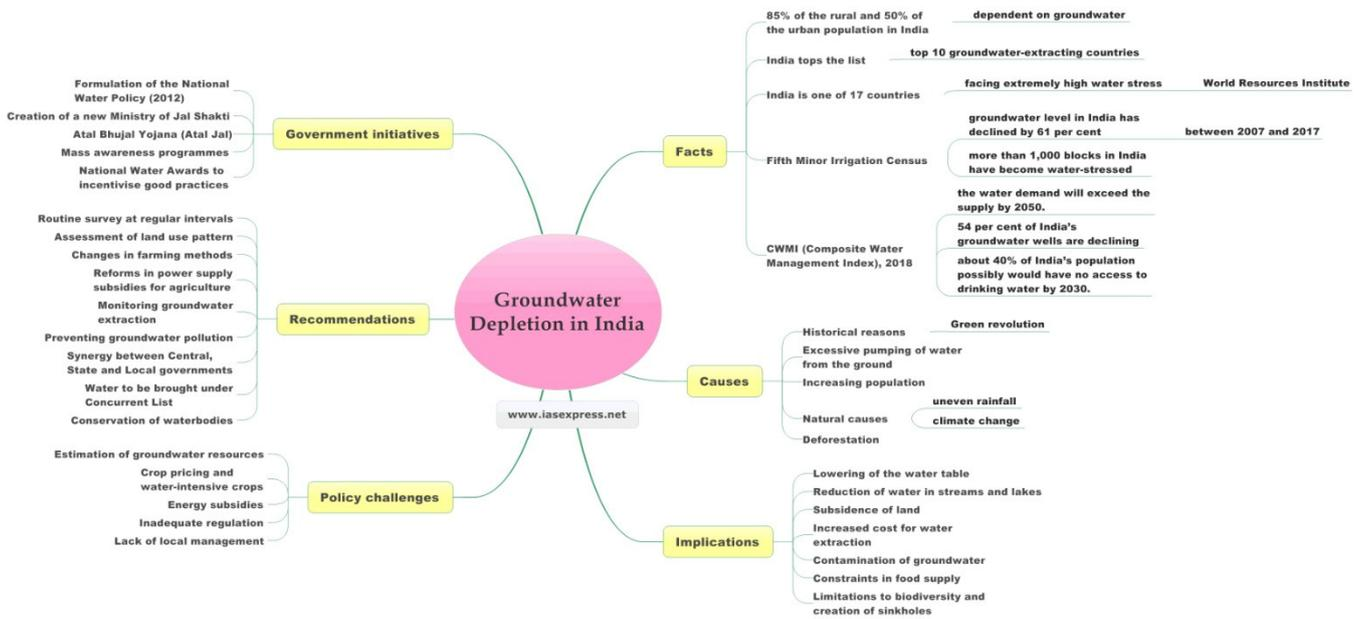 Groundwater
Depletion in India
www.iasexpress.net
Facts
85% of the rural and 50% of
the urban population in India
dependent on groundwater
India tops the list
top 10 groundwater-extracting countries
India is one of 17 countries
facing extremely high water stress
World Resources Institute
Fifth Minor Irrigation Census
groundwater level in India has
declined by 61 per cent
between 2007 and 2017
more than 1,000 blocks in India
have become water-stressed
CWMI (Composite Water
Management Index), 2018
the water demand will exceed the
supply by 2050.
54 per cent of India's
groundwater wells are declining
about 40% of India's population
possibly would have no access to
drinking water by 2030.
Causes
Historical reasons
Green revolution
Excessive pumping of water
from the ground
Increasing population
Natural causes
uneven rainfall
climate change
Deforestation
Implications
Lowering of the water table
Reduction of water in streams and lakes
Subsidence of land
Increased cost for water
extraction
Contamination of groundwater
Constraints in food supply
Limitations to biodiversity and
creation of sinkholes
Government initiatives
Formulation of the National
Water Policy (2012)
Creation of a new Ministry of Jal Shakti
Atal Bhujal Yojana (Atal Jal)
Mass awareness programmes
National Water Awards to
incentivise good practices
Recommendations
Routine survey at regular intervals
Assessment of land use pattern
Changes in farming methods
Reforms in power supply
subsidies for agriculture
Monitoring groundwater
extraction
Preventing groundwater pollution
Synergy between Central,
State and Local governments
Water to be brought under
Concurrent List
Conservation of waterbodies
Policy challenges
Estimation of groundwater resources
Crop pricing and
water-intensive crops
Energy subsidies
Inadequate regulation
Lack of local management